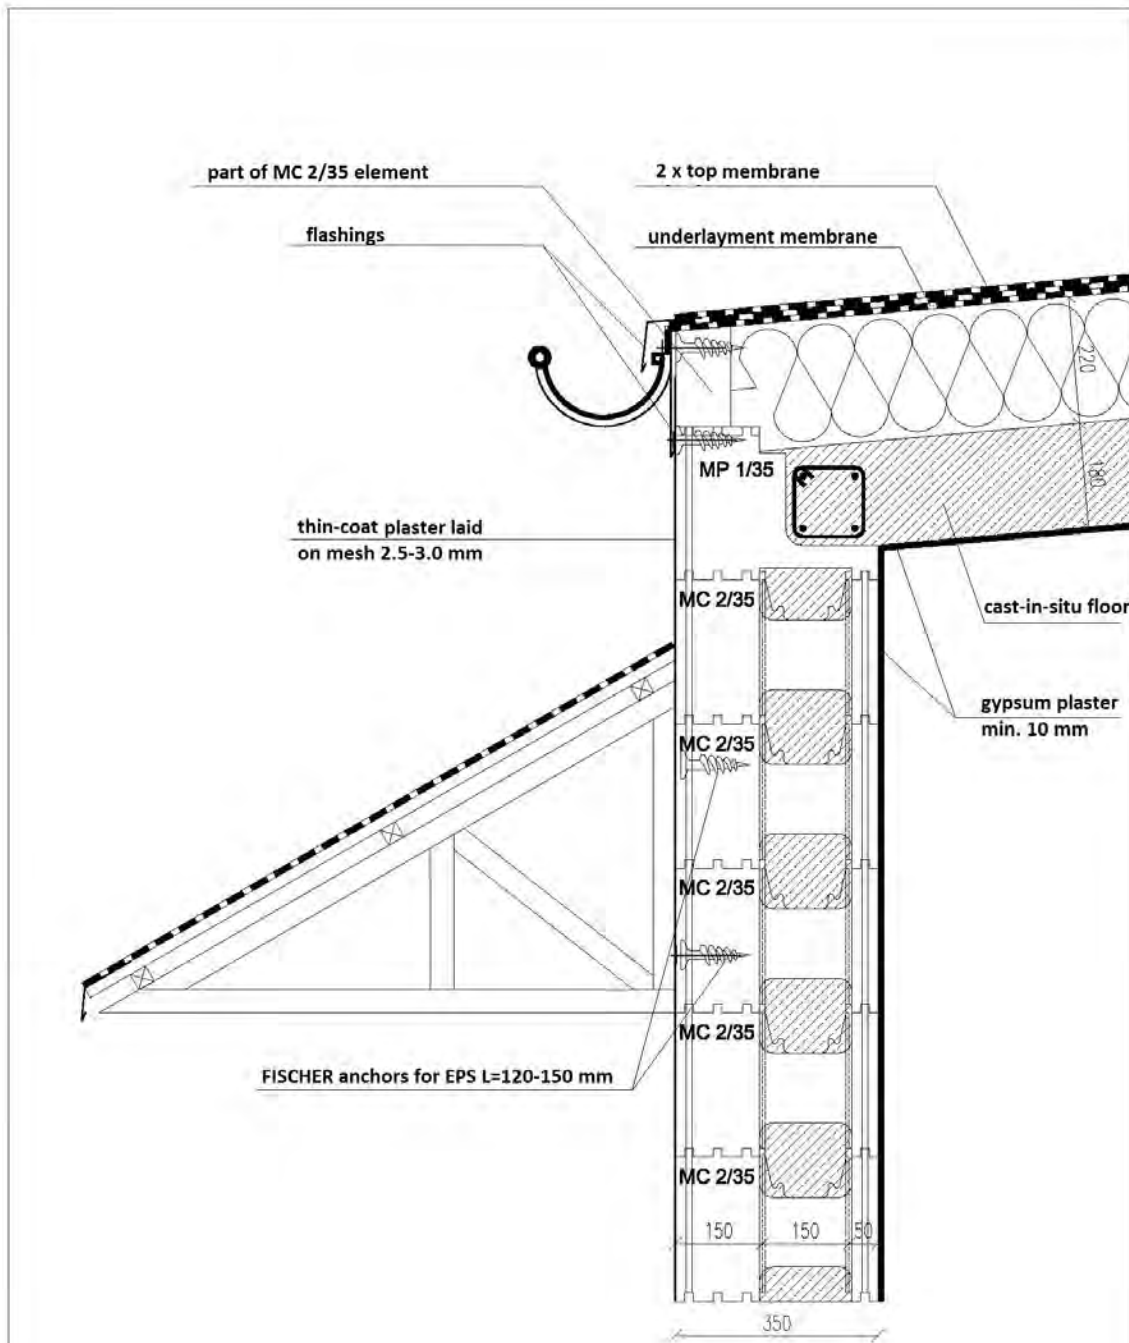 part of MC 2/35 element
2 x top membrane
flashings
underlayment membrane
220
MP 1/35
180
thin-coat plaster laid
on mesh 2.5-3.0 mm
MC 2/35
cast-in-situ floor
gypsum plaster
min. 10 mm
MC 2/35
MC 2/35
MC 2/35
FISCHER anchors for EPS L=120-150 mm
MC 2/35
150
150
50
350